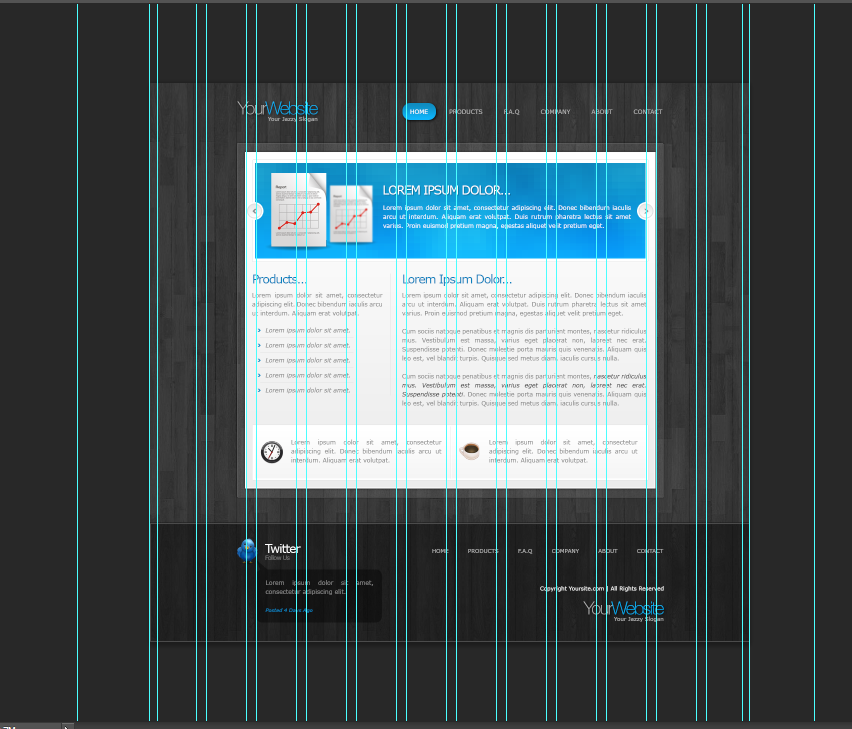 YourWebsite
Your Jazzy Slogan
HOME PRODUCTS F.A.Q COMPANY ABOUT CONTACT
Report
Report
LOREM IPSUM DOLOR...
Lorem ipsum dolor sit amet, consectetur adipiscing elit. Donec bibendum iaculis
arcu ut interdum. Aliquam erat volutpat. Duis rutrum pharetra lectus sit amet
varius. Proin euismod pretium magna, egestas aliquet velit pretium eget.
Products...
Lorem ipsum dolor sit amet, consectetur
adipiscing elit. Donec bibendum iaculis arcu
ut interdum. Aliquam erat volutpat.
Lorem ipsum dolor sit amet.
Lorem ipsum dolor sit amet.
Lorem ipsum dolor sit amet.
Lorem ipsum dolor sit amet.
Lorem ipsum dolor sit amet.
Lorem Ipsum Dolor...
Lorem ipsum dolor sit amet, consectetur adipiscing elit. Donec bibendum iaculis
arcu ut interdum. Aliquam erat volutpat. Duis rutrum pharetra lectus sit amet
varius. Proin euismod pretium magna, egestas aliquet velit pretium eget.
Cum sociis natoque penatibus et magnis dis parturient montes, nascetur ridiculus
mus. Vestibulum est massa, varius eget placerat non, laoreet nec erat.
Suspendisse potenti. Donec molestie porta mauris quis venenatis. Aliquam quis
leo est, vel blandit turpis. Quisque sed metus diam, iaculis cursus nulla.
Cum sociis natoque penatibus et magnis dis parturient montes, nascetur ridiculus
mus. Vestibulum est massa, varius eget placerat non, laoreet nec erat.
Suspendisse potenti. Donec molestie porta mauris quis venenatis. Aliquam quis
leo est, vel blandit turpis. Quisque sed metus diam, iaculis cursus nulla.
Lorem ipsum dolor sit amet, consectetur
adipiscing elit. Donec bibendum iaculis arcu ut
interdum. Aliquam erat volutpat.
Lorem ipsum dolor sit amet, consectetur
adipiscing elit. Donec bibendum iaculis arcu ut
interdum. Aliquam erat volutpat.
Twitter
Follow Us
Lorem ipsum dolor sit amet,
consectetur adipiscing elit.
Posted 4 Days Ago
HOME PRODUCTS F.A.Q COMPANY ABOUT CONTACT
Copyright Yoursite.com | All Rights Reserved
YourWebsite
Your Jazzy Slogan